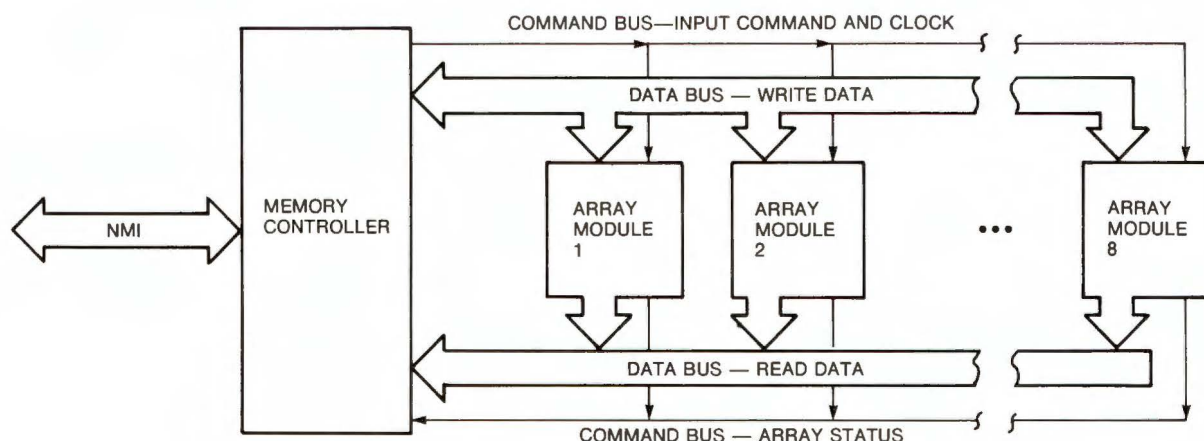 COMMAND BUS—INPUT COMMAND AND CLOCK
DATA BUS — WRITE DATA
NMI
MEMORY
CONTROLLER
ARRAY
MODULE
1
ARRAY
MODULE
2
•••
ARRAY
MODULE
8
DATA BUS — READ DATA
COMMAND BUS — ARRAY STATUS